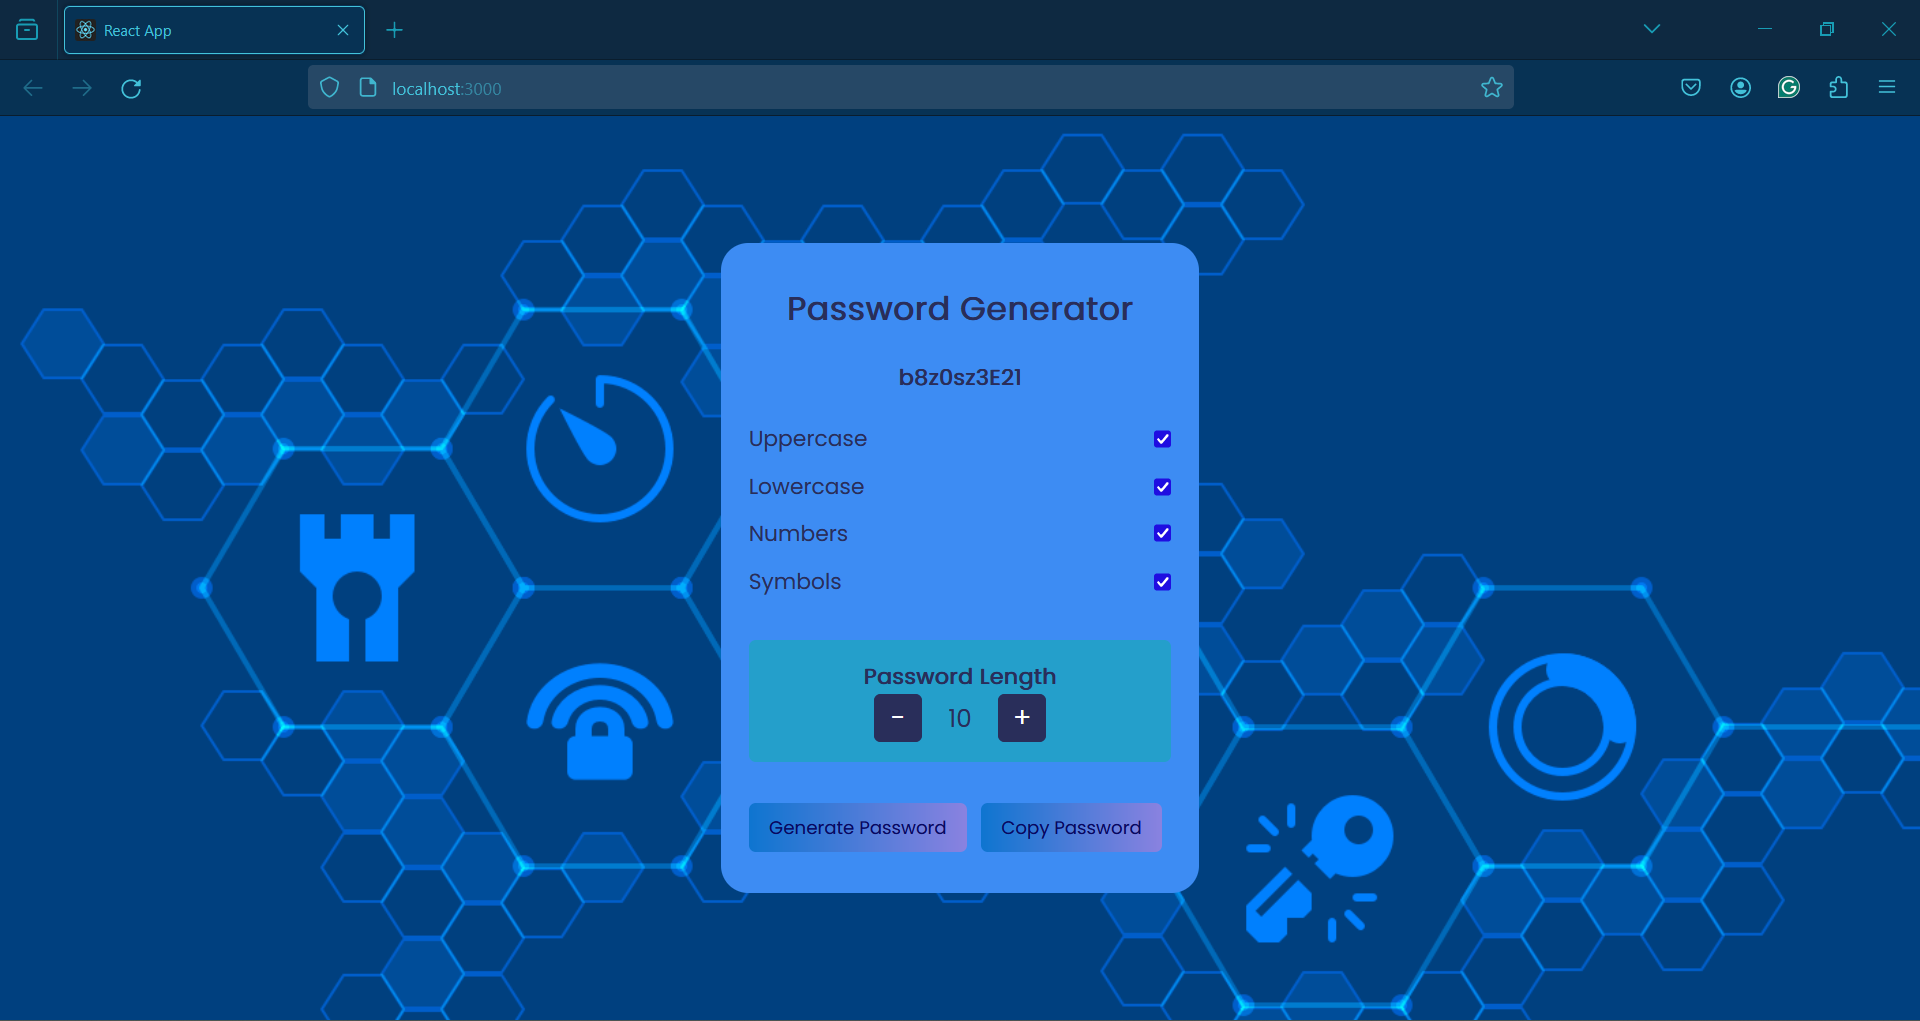 React App
localhost:3000
Password Generator
b8z0sz3E21
Uppercase
Lowercase
Numbers
Symbols
Password Length
- 10 +
Generate Password Copy Password